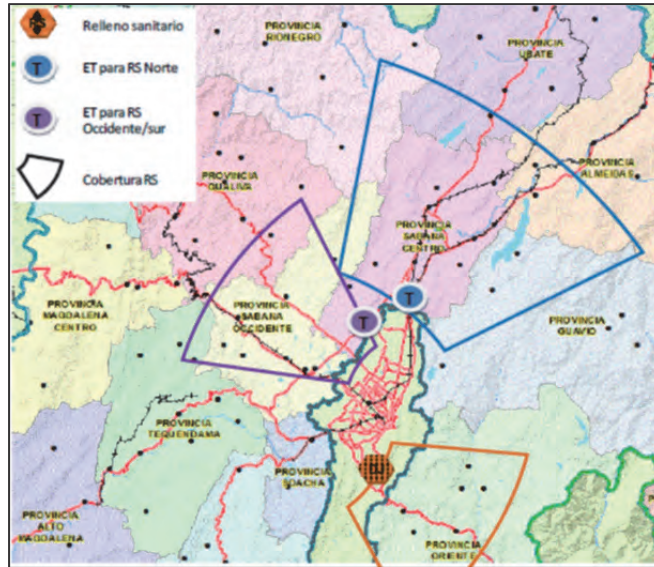 RS
Relleno sanitario
T
ET para RS Norte
T
ET para RS
Occidente/sur
Cobertura RS
PROVINCIA
RIONEGRO
PROVINCIA
UBATE
PROVINCIA
GUALIVA
PROVINCIA
ALMEIDAS
PROVINCIA
SABANA
CENTRO
PROVINCIA
MAGDALENA
CENTRO
PROVINCIA
SABANA
OCCIDENTE
T
T
PROVINCIA
GUAVIO
PROVINCIA
TEQUENDAMA
PROVINCIA
SOACHA
DJ
PROVINCIA
ALTO
MAGDALENA
PROVINCIA
ORIENTE